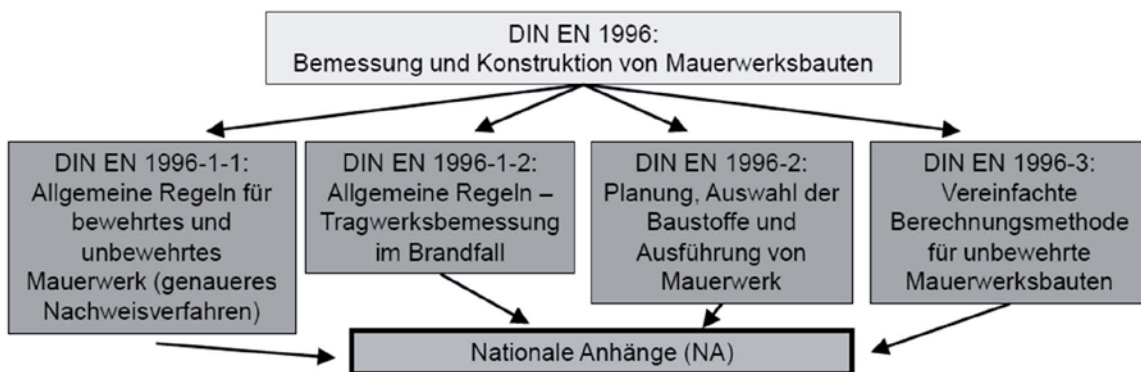 DIN EN 1996:
Bemessung und Konstruktion von Mauerwerksbauten
DIN EN 1996-1-1:
Allgemeine Regeln für
bewehrtes und
unbewehrtes
Mauerwerk (genaueres
Nachweisverfahren)
DIN EN 1996-1-2:
Allgemeine Regeln –
Tragwerksbemessung
im Brandfall
DIN EN 1996-2:
Planung, Auswahl der
Baustoffe und
Ausführung von
Mauerwerk
DIN EN 1996-3:
Vereinfachte
Berechnungsmethode
für unbewehrte
Mauerwerksbauten
Nationale Anhänge (NA)